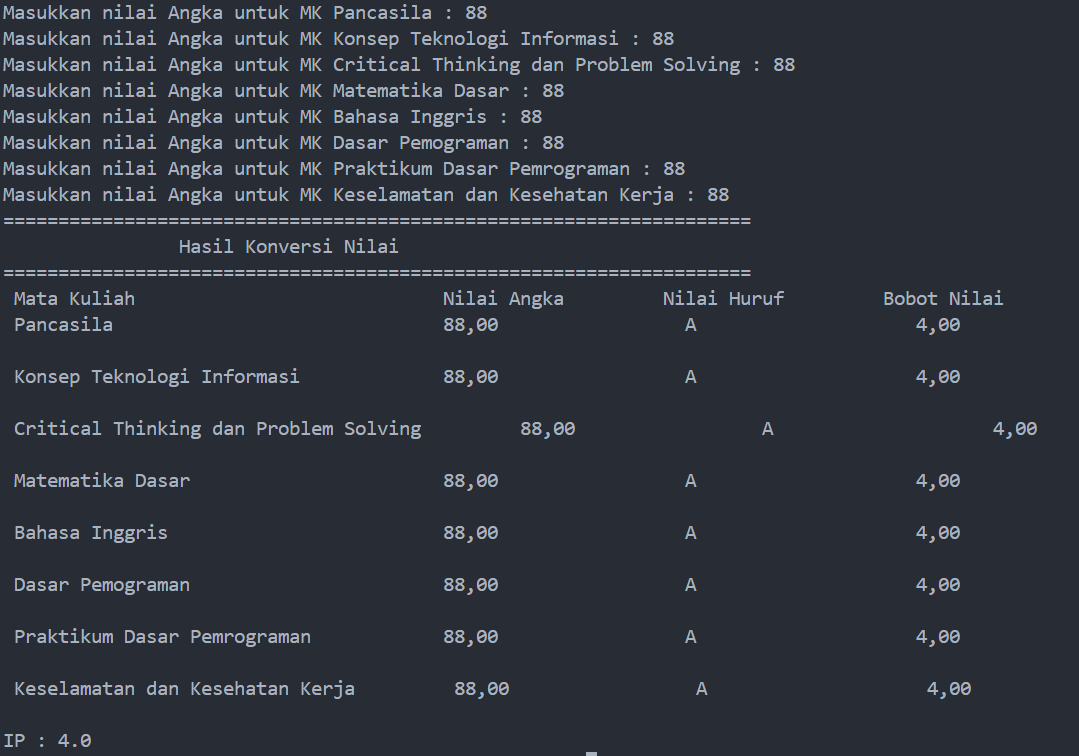 Masukkan nilai Angka untuk MK Pancasila : 88
Masukkan nilai Angka untuk MK Konsep Teknologi Informasi : 88
Masukkan nilai Angka untuk MK Critical Thinking dan Problem Solving : 88
Masukkan nilai Angka untuk MK Matematika Dasar : 88
Masukkan nilai Angka untuk MK Bahasa Inggris : 88
Masukkan nilai Angka untuk MK Dasar Pemograman : 88
Masukkan nilai Angka untuk MK Praktikum Dasar Pemrograman : 88
Masukkan nilai Angka untuk MK Keselamatan dan Kesehatan Kerja : 88
====================================================================
Hasil Konversi Nilai
====================================================================
Mata Kuliah Nilai Angka Nilai Huruf Bobot Nilai
Pancasila 88,00 A 4,00
Konsep Teknologi Informasi 88,00 A 4,00
Critical Thinking dan Problem Solving 88,00 A 4,00
Matematika Dasar 88,00 A 4,00
Bahasa Inggris 88,00 A 4,00
Dasar Pemograman 88,00 A 4,00
Praktikum Dasar Pemrograman 88,00 A 4,00
Keselamatan dan Kesehatan Kerja 88,00 A 4,00
IP : 4.0